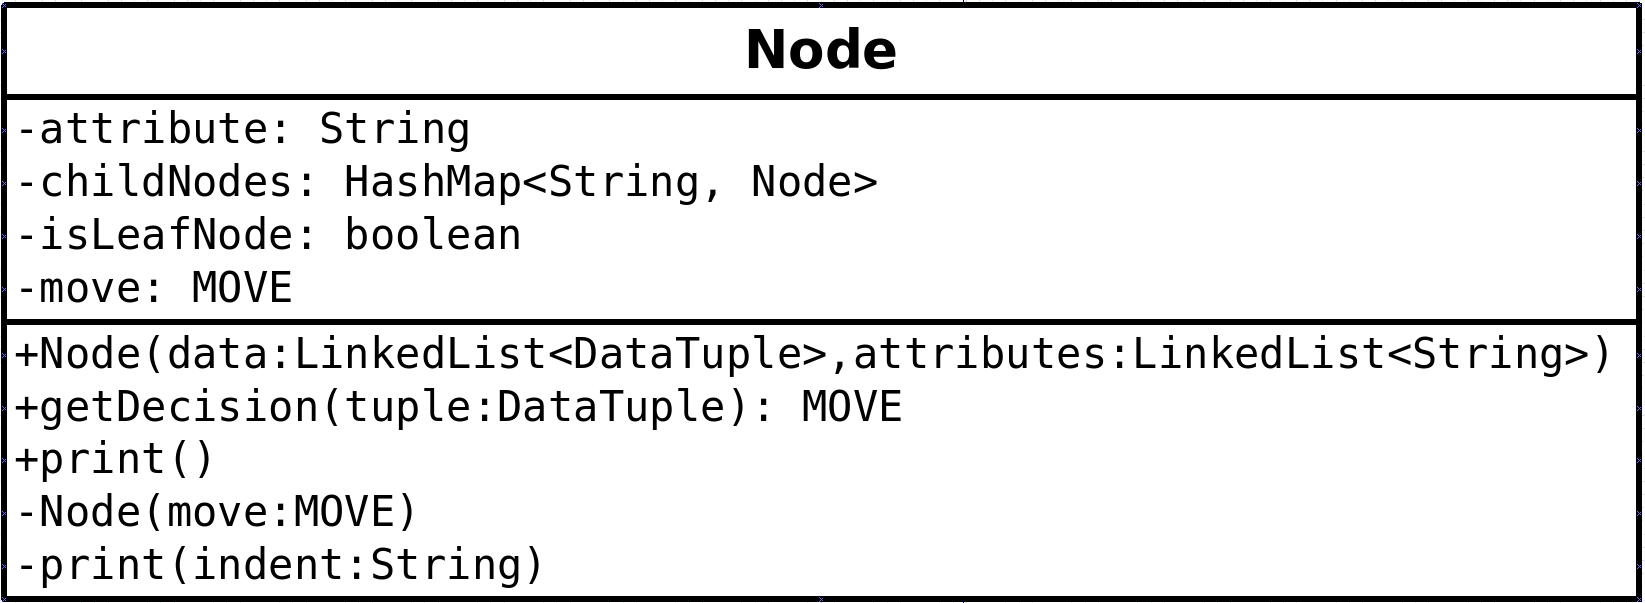 Node
-attribute: String
-childNodes: HashMap<String, Node>
-isLeafNode: boolean
-move: MOVE
+Node(data:LinkedList<DataTuple>,attributes:LinkedList<String>)
+getDecision(tuple:DataTuple): MOVE
+print()
-Node(move:MOVE)
-print(indent:String)